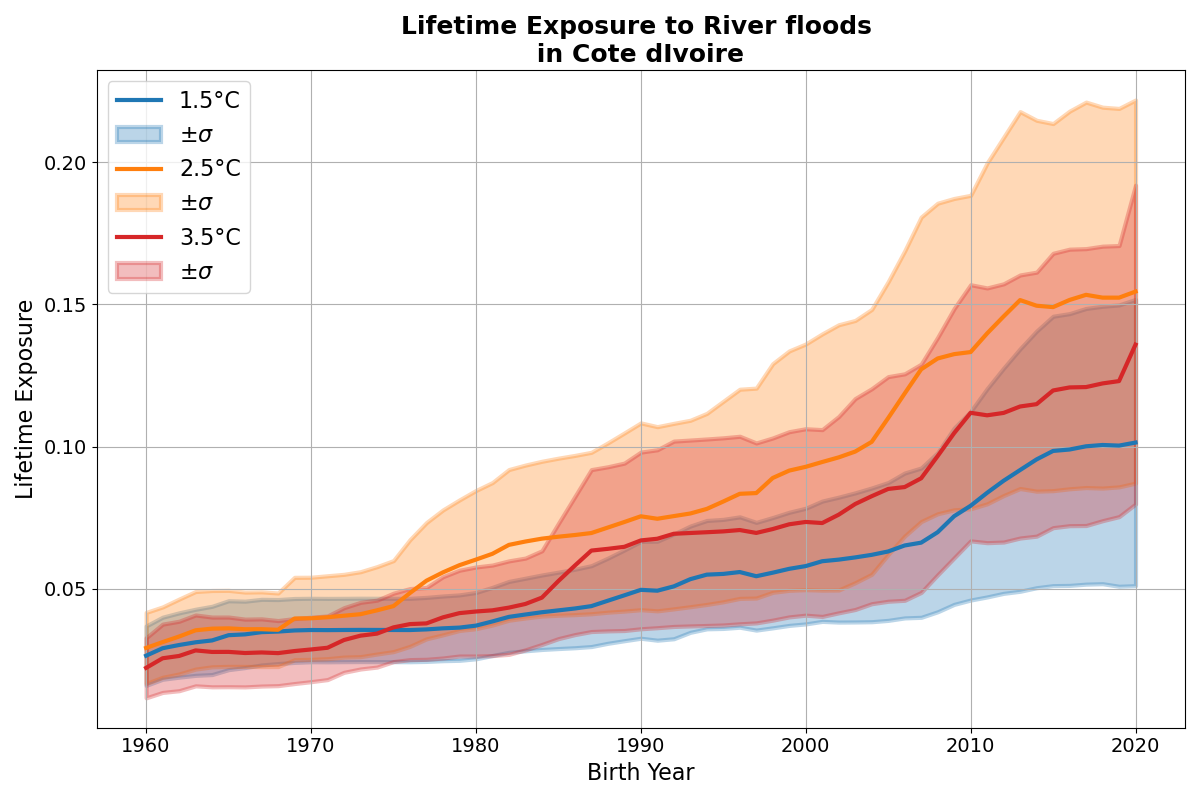 Lifetime Exposure to River floods
in Cote dIvoire
1.5°C
±σ
2.5°C
±σ
3.5°C
±σ
0.20
0.15
0.10
0.05
Lifetime Exposure
1960 1970 1980 1990 2000 2010 2020
Birth Year